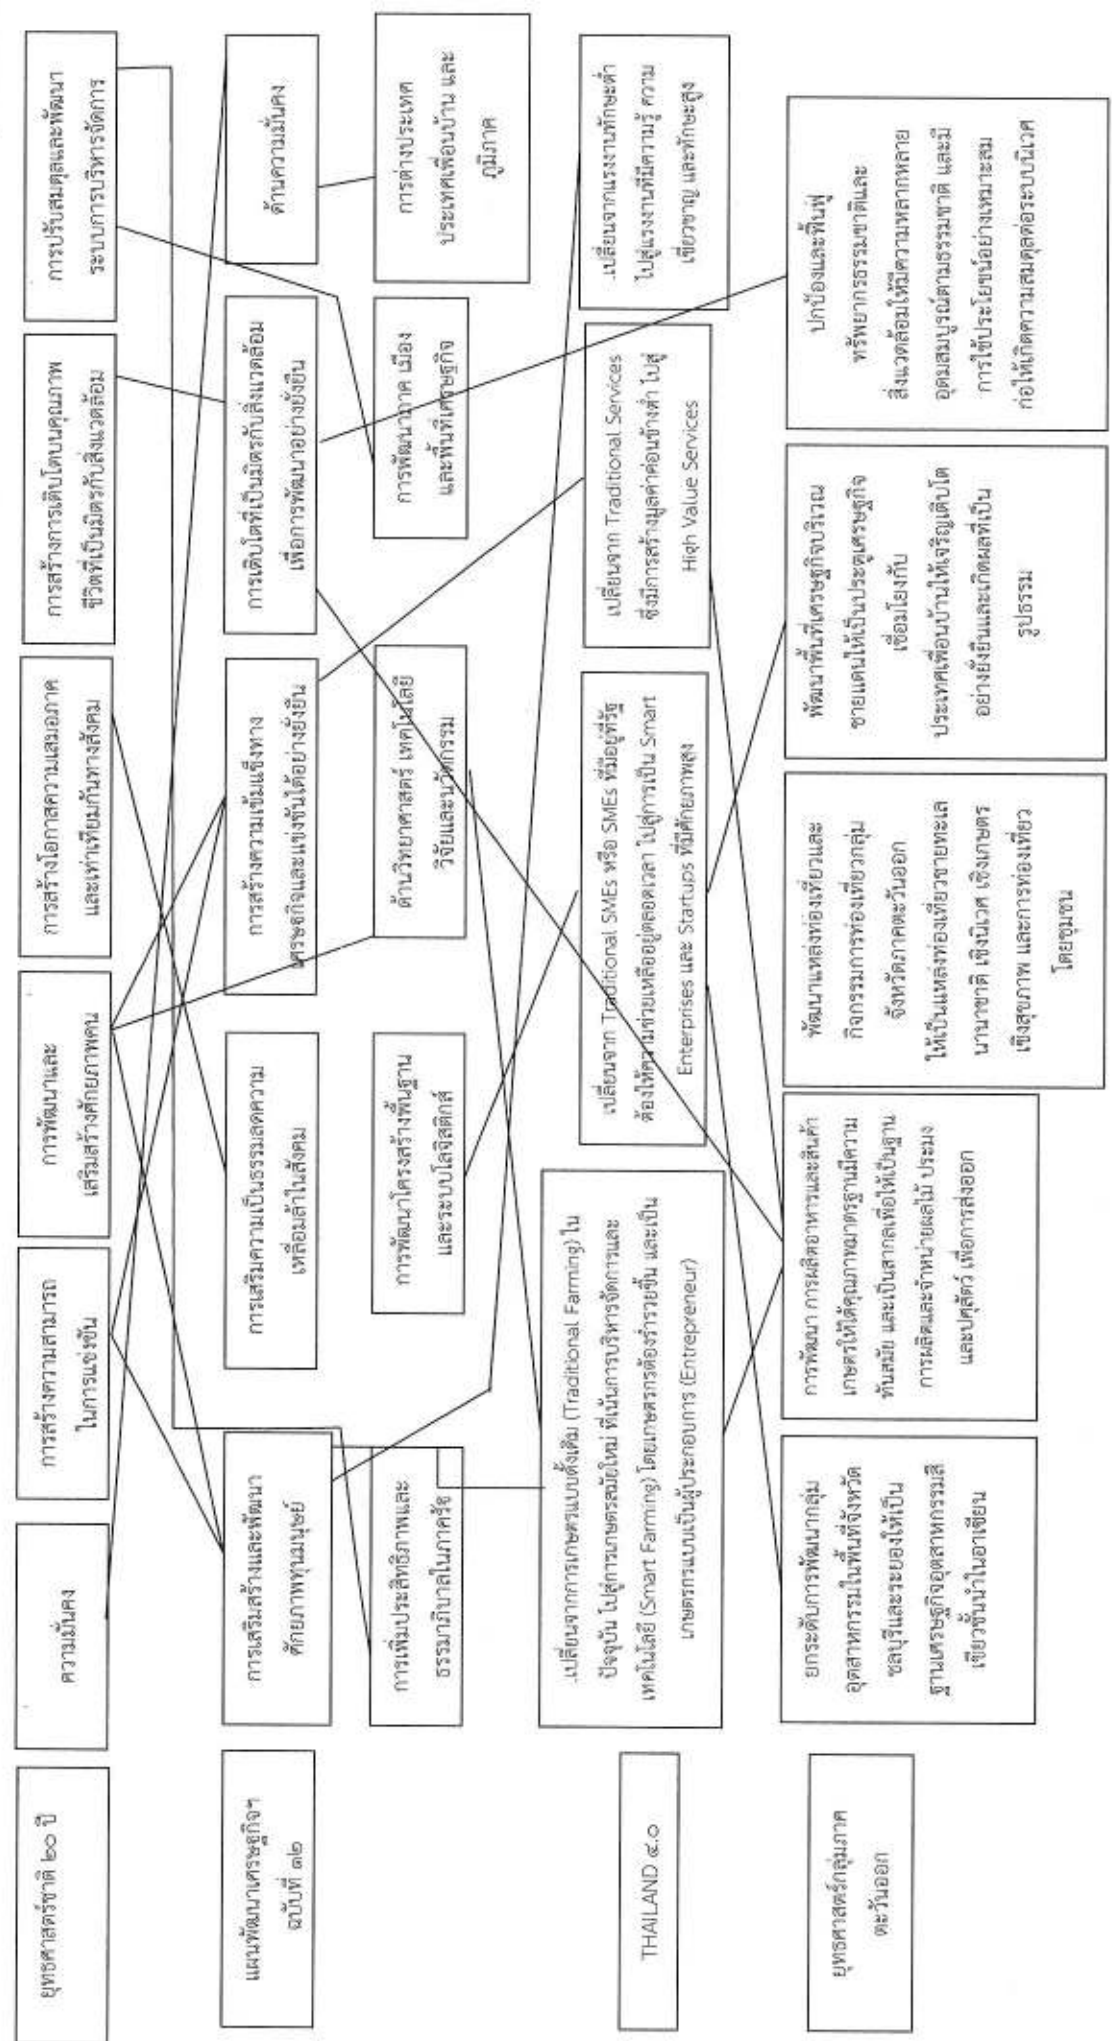 ยุทธศาสตร์ชาติ ๒๐ ปี
ความมั่นคง
การสร้างความสามารถ
ในการแข่งขัน
การพัฒนาและ
เสริมสร้างศักยภาพคน
การสร้างโอกาสความเสมอภาค
และเท่าเทียมกันทางสังคม
การสร้างการเติบโตบนคุณภาพ
ชีวิตที่เป็นมิตรกับสิ่งแวดล้อม
การปรับสมดุลและพัฒนา
ระบบการบริหารจัดการ
แผนพัฒนาเศรษฐกิจฯ
ฉบับที่ ๑๒
การเสริมสร้างและพัฒนา
ศักยภาพทุนมนุษย์
การเสริมความเป็นธรรมลดความ
เหลื่อมล้ำในสังคม
การสร้างความเข้มแข็งทาง
เศรษฐกิจและแข่งขันได้อย่างยั่งยืน
การเติบโตที่เป็นมิตรกับสิ่งแวดล้อม
เพื่อการพัฒนาอย่างยั่งยืน
ด้านความมั่นคง
การเพิ่มประสิทธิภาพและ
ธรรมาภิบาลในภาครัฐ
การพัฒนาโครงสร้างพื้นฐาน
และระบบโลจิสติกส์
ด้านวิทยาศาสตร์ เทคโนโลยี
วิจัยและนวัตกรรม
การพัฒนาภาค เมือง
และพื้นที่เศรษฐกิจ
การต่างประเทศ
ประเทศเพื่อนบ้าน และ
ภูมิภาค
THAILAND ๔.๐
.เปลี่ยนจากการเกษตรแบบดั้งเดิม (Traditional Farming) ใน
ปัจจุบัน ไปสู่การเกษตรสมัยใหม่ ที่เน้นการบริหารจัดการและ
เทคโนโลยี (Smart Farming) โดยเกษตรกรต้องร่ำรวยขึ้น และเป็น
เกษตรกรแบบเป็นผู้ประกอบการ (Entrepreneur)
เปลี่ยนจาก Traditional SMEs หรือ SMEs ที่มีอยู่ที่รัฐ
ต้องให้ความช่วยเหลืออยู่ตลอดเวลา ไปสู่การเป็น Smart
Enterprises และ Startups ที่มีศักยภาพสูง
เปลี่ยนจาก Traditional Services
ซึ่งมีการสร้างมูลค่าค่อนข้างต่ำ ไปสู่
High Value Services
.เปลี่ยนจากแรงงานทักษะต่ำ
ไปสู่แรงงานที่มีความรู้ ความ
เชี่ยวชาญ และทักษะสูง
ยุทธศาสตร์กลุ่มภาค
ตะวันออก
ยกระดับการพัฒนากลุ่ม
อุตสาหกรรมในพื้นที่จังหวัด
ชลบุรีและระยองให้เป็น
ฐานเศรษฐกิจอุตสาหกรรมสี
เขียวชั้นนำในอาเซียน
การพัฒนา การผลิตอาหารและสินค้า
เกษตรให้ได้คุณภาพมาตรฐานมีความ
ทันสมัย และเป็นสากลเพื่อให้เป็นฐาน
การผลิตและจำหน่ายผลไม้ ประมง
และปศุสัตว์ เพื่อการส่งออก
พัฒนาแหล่งท่องเที่ยวและ
กิจกรรมการท่องเที่ยวกลุ่ม
จังหวัดภาคตะวันออก
ให้เป็นแหล่งท่องเที่ยวชายทะเล
นานาชาติ เชิงนิเวศ เชิงเกษตร
เชิงสุขภาพ และการท่องเที่ยว
โดยชุมชน
พัฒนาพื้นที่เศรษฐกิจบริเวณ
ชายแดนให้เป็นประตูเศรษฐกิจ
เชื่อมโยงกับ
ประเทศเพื่อนบ้านให้เจริญเติบโต
อย่างยั่งยืนและเกิดผลที่เป็น
รูปธรรม
ปกป้องและฟื้นฟู
ทรัพยากรธรรมชาติและ
สิ่งแวดล้อมให้มีความหลากหลาย
อุดมสมบูรณ์ตามธรรมชาติ และมี
การใช้ประโยชน์อย่างเหมาะสม
ก่อให้เกิดความสมดุลต่อระบบนิเวศ